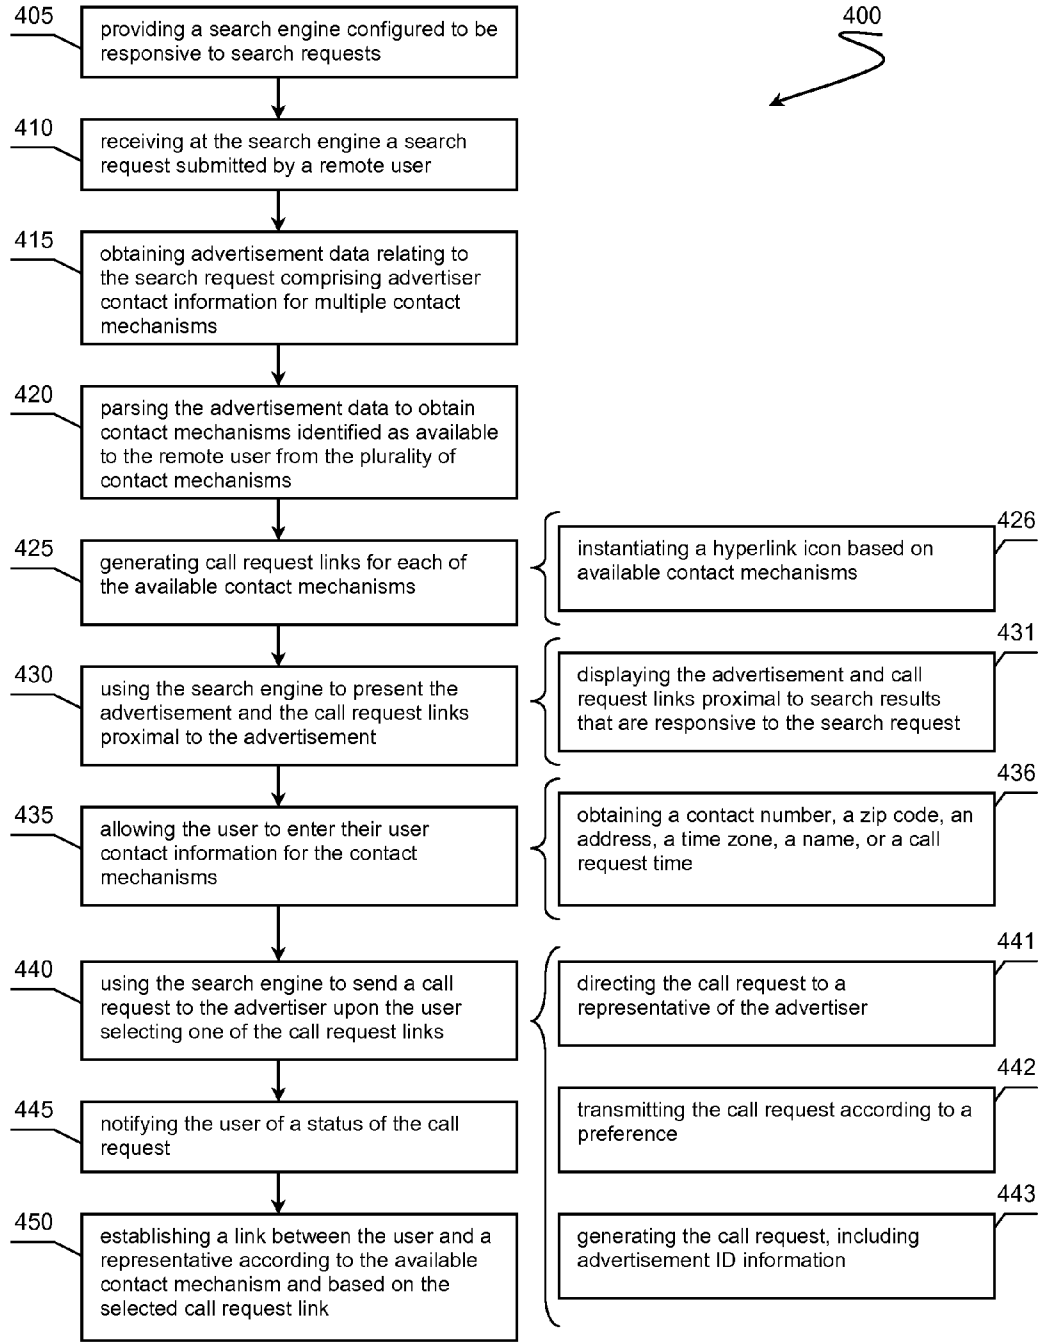 405
providing a search engine configured to be
responsive to search requests
400
410
receiving at the search engine a search
request submitted by a remote user
415
obtaining advertisement data relating to
the search request comprising advertiser
contact information for multiple contact
mechanisms
420
parsing the advertisement data to obtain
contact mechanisms identified as available
to the remote user from the plurality of
contact mechanisms
425
generating call request links for each of
the available contact mechanisms
426
instantiating a hyperlink icon based on
available contact mechanisms
430
using the search engine to present the
advertisement and the call request links
proximal to the advertisement
431
displaying the advertisement and call
request links proximal to search results
that are responsive to the search request
435
allowing the user to enter their user
contact information for the contact
mechanisms
436
obtaining a contact number, a zip code, an
address, a time zone, a name, or a call
request time
440
using the search engine to send a call
request to the advertiser upon the user
selecting one of the call request links
441
directing the call request to a
representative of the advertiser
442
transmitting the call request according to a
preference
445
notifying the user of a status of the call
request
443
generating the call request, including
advertisement ID information
450
establishing a link between the user and a
representative according to the available
contact mechanism and based on the
selected call request link